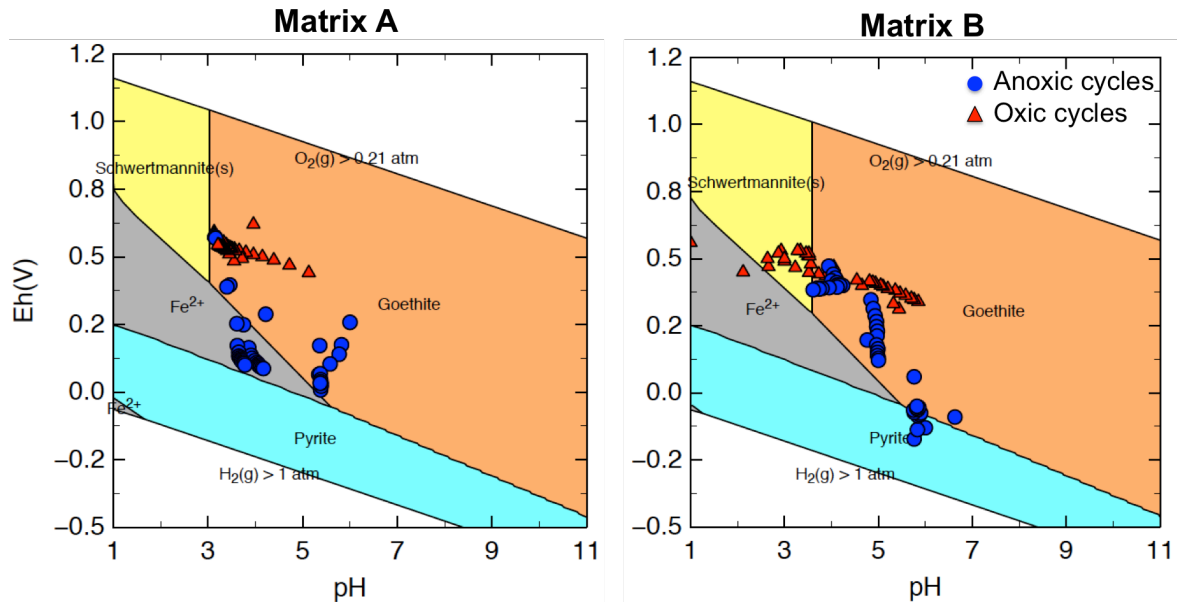 Matrix A
Matrix B
1.2
1.0
0.8
0.5
0.2
0.0
−0.2
−0.5
Eh(V)
Schwertmannite(s)
O₂(g) > 0.21 atm
Fe²⁺
Goethite
Fe²⁺
Pyrite
H₂(g) > 1 atm
1
3
5
7
9
11
pH
1.2
1.0
0.8
0.5
0.2
0.0
−0.2
−0.5
Anoxic cycles
Oxic cycles
O₂(g) > 0.21 atm
Schwertmannite(s)
Fe²⁺
Goethite
Pyrite
H₂(g) > 1 atm
1
3
5
7
9
11
pH